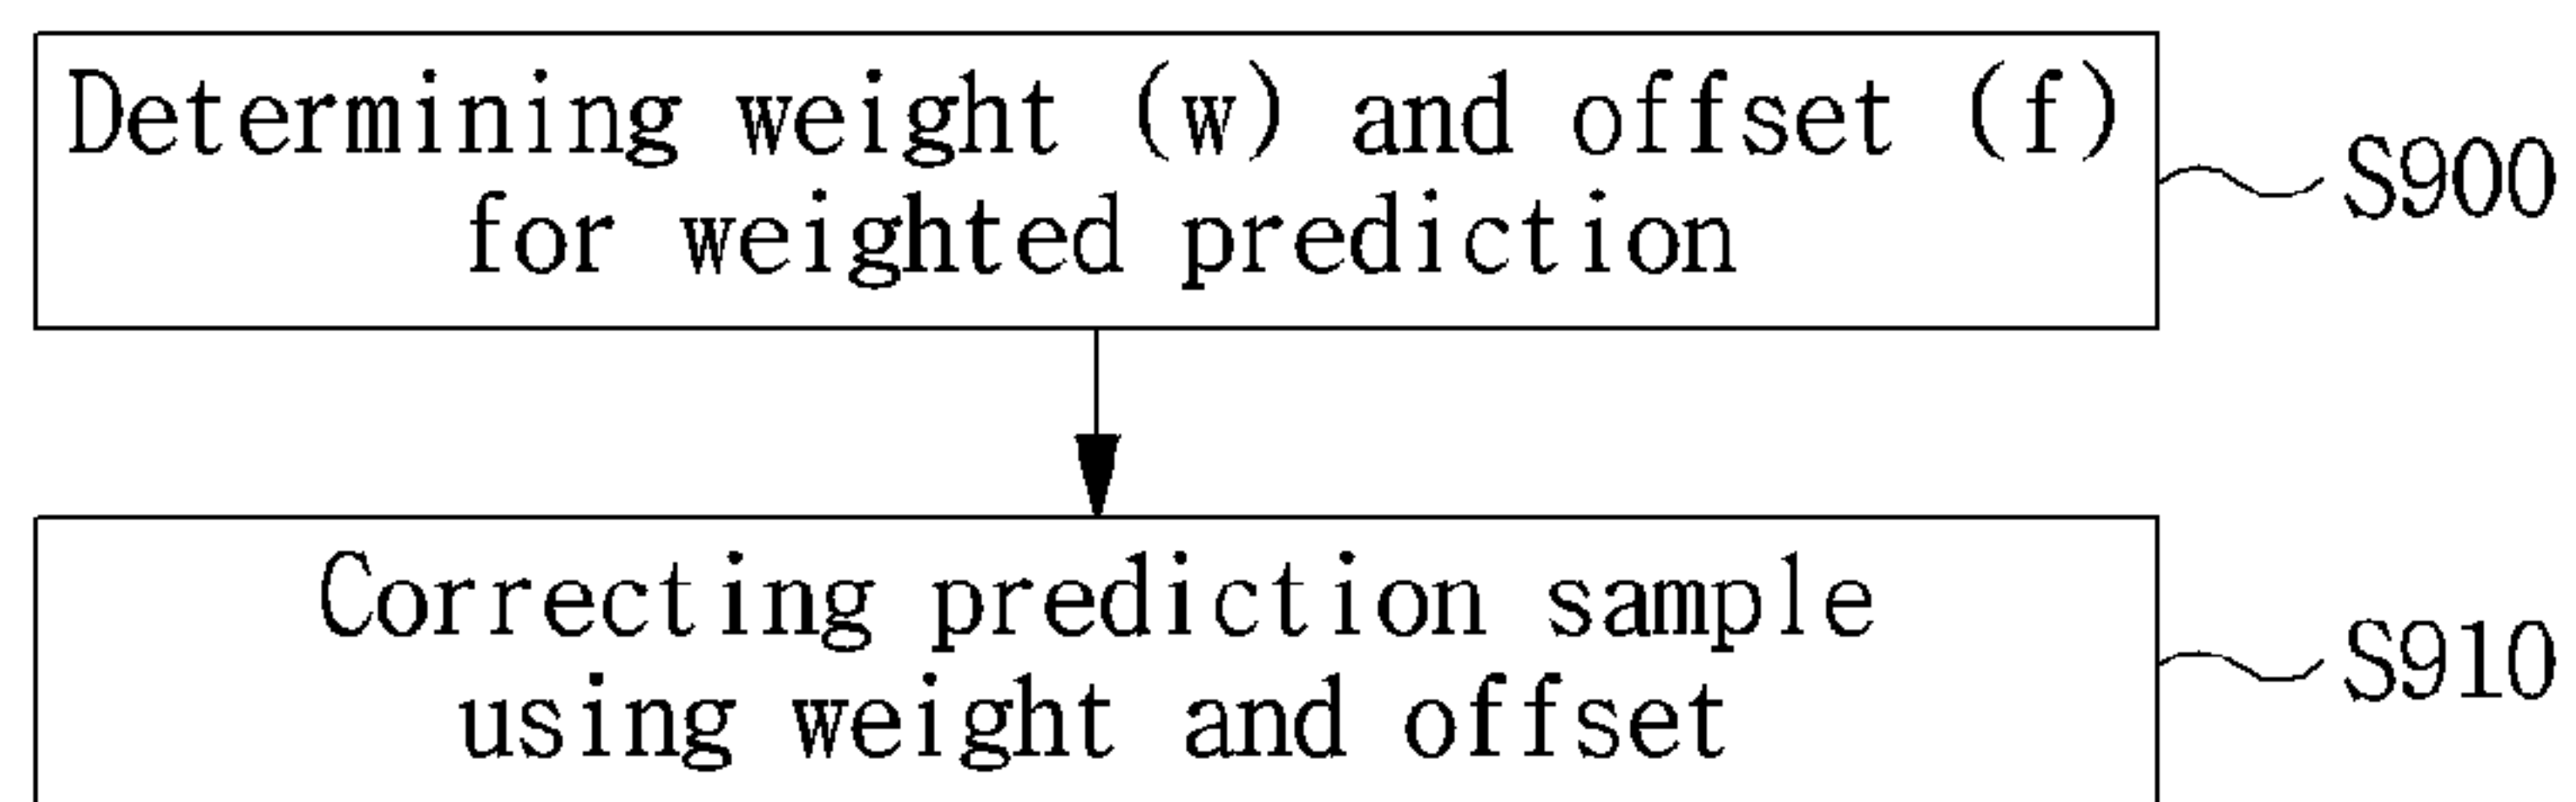 Determining weight (w) and offset (f)
for weighted prediction
S900
Correcting prediction sample
using weight and offset
S910